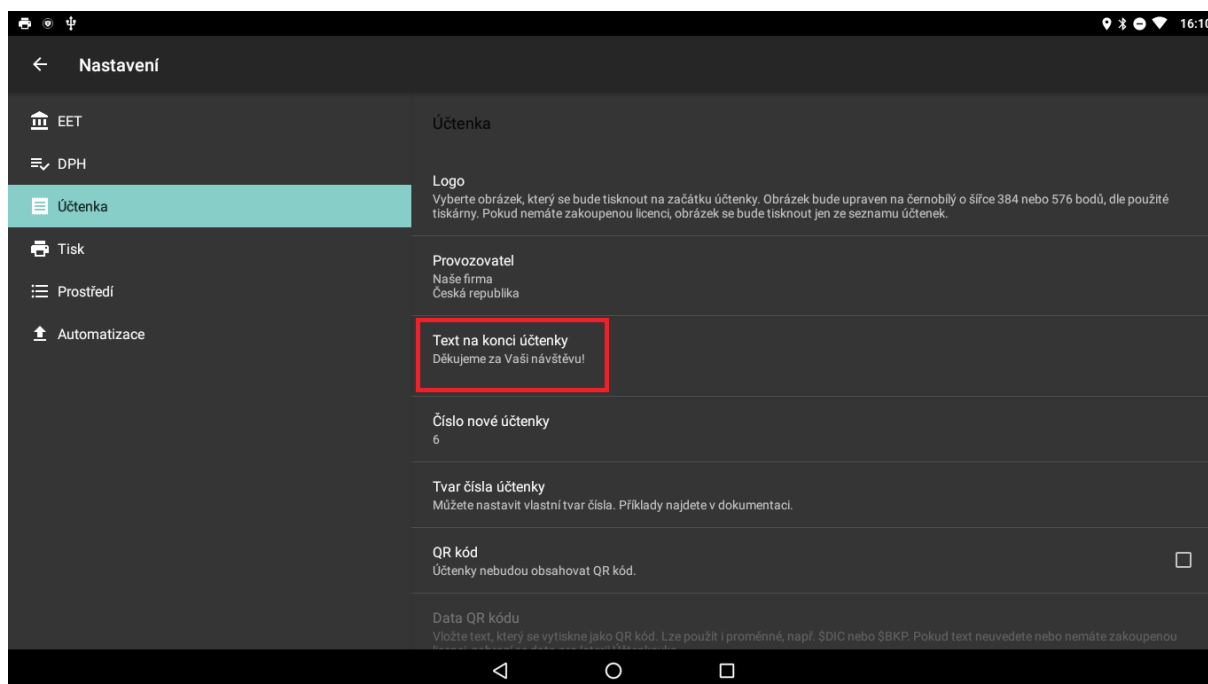 16:10
Nastavení
EET
DPH
Účtenka
Tisk
Prostředí
Automatizace
Účtenka
Logo
Vyberte obrázek, který se bude tisknout na začátku účtenky. Obrázek bude upraven na černobílý o šířce 384 nebo 576 bodů, dle použité
tiskárny. Pokud nemáte zakoupenou licenci, obrázek se bude tisknout jen ze seznamu účtenek.
Provozovatel
Naše firma
Česká republika
Text na konci účtenky
Děkujeme za Vaši návštěvu!
Číslo nové účtenky
6
Tvar čísla účtenky
Můžete nastavit vlastní tvar čísla. Příklady najdete v dokumentaci.
QR kód
Účtenky nebudou obsahovat QR kód.
Data QR kódu
Vložte text, který se vytiskne jako QR kód. Lze použít i proměnné, např. $DIC nebo $BKP. Pokud text neuvedete nebo nemáte zakoupenou